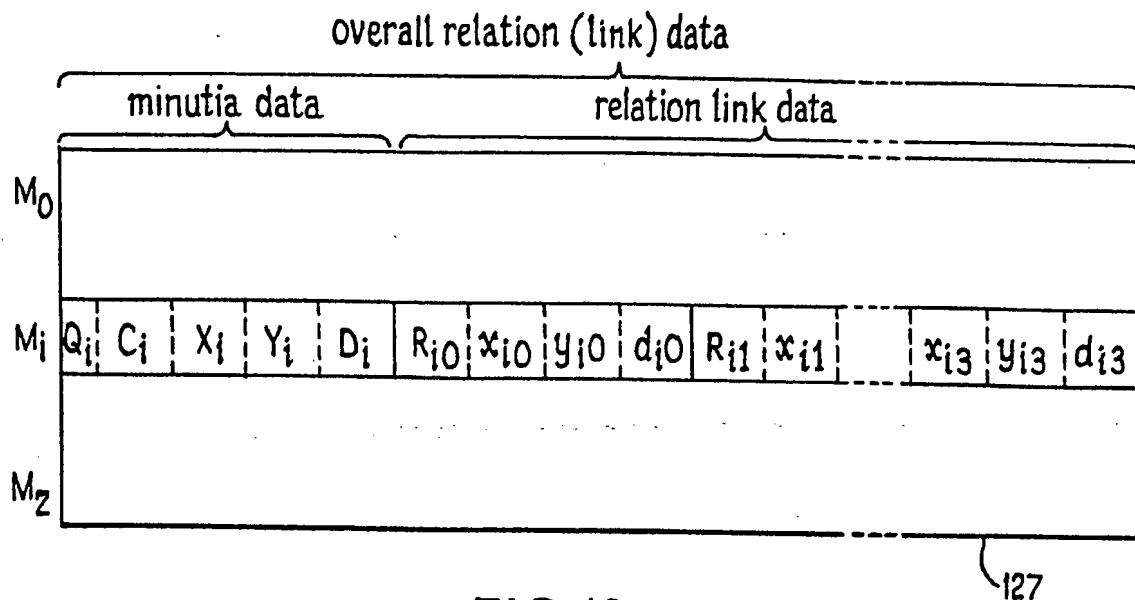 overall relation (link) data
minutia data relation link data
M0
Mi Qi Ci Xi Yi Di Ri0 xi0 yi0 di0 Ri1 xi1 xi3 yi3 di3
MZ
127